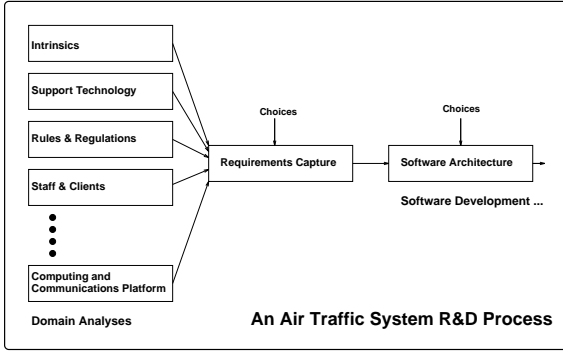 Intrinsics
Support Technology
Rules & Regulations
Staff & Clients
Computing and
Communications Platform
Domain Analyses
Choices
Requirements Capture
Choices
Software Architecture
Software Development ...
An Air Traffic System R&D Process